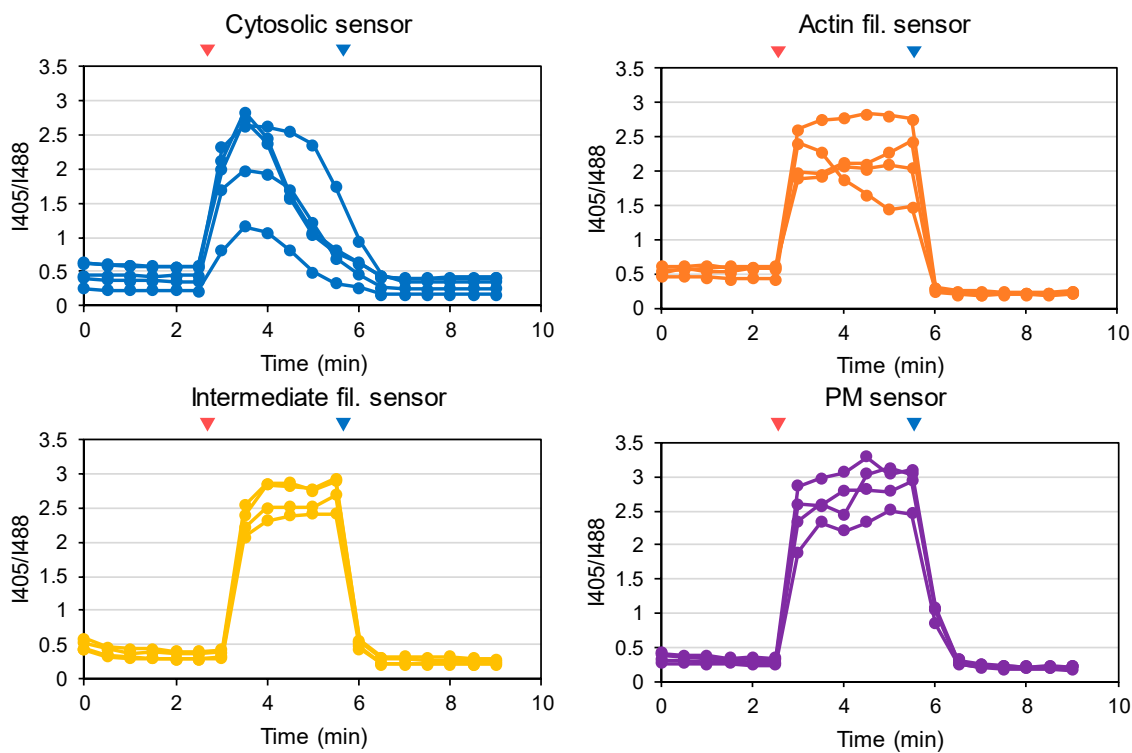 Cytosolic sensor
3.5
3
2.5
2
1.5
1
0.5
0
I405/I488
0 2 4 6 8 10
Time (min)
Actin fil. sensor
3.5
3
2.5
2
1.5
1
0.5
0
I405/I488
0 2 4 6 8 10
Time (min)
Intermediate fil. sensor
3.5
3
2.5
2
1.5
1
0.5
0
I405/I488
0 2 4 6 8 10
Time (min)
PM sensor
3.5
3
2.5
2
1.5
1
0.5
0
I405/I488
0 2 4 6 8 10
Time (min)